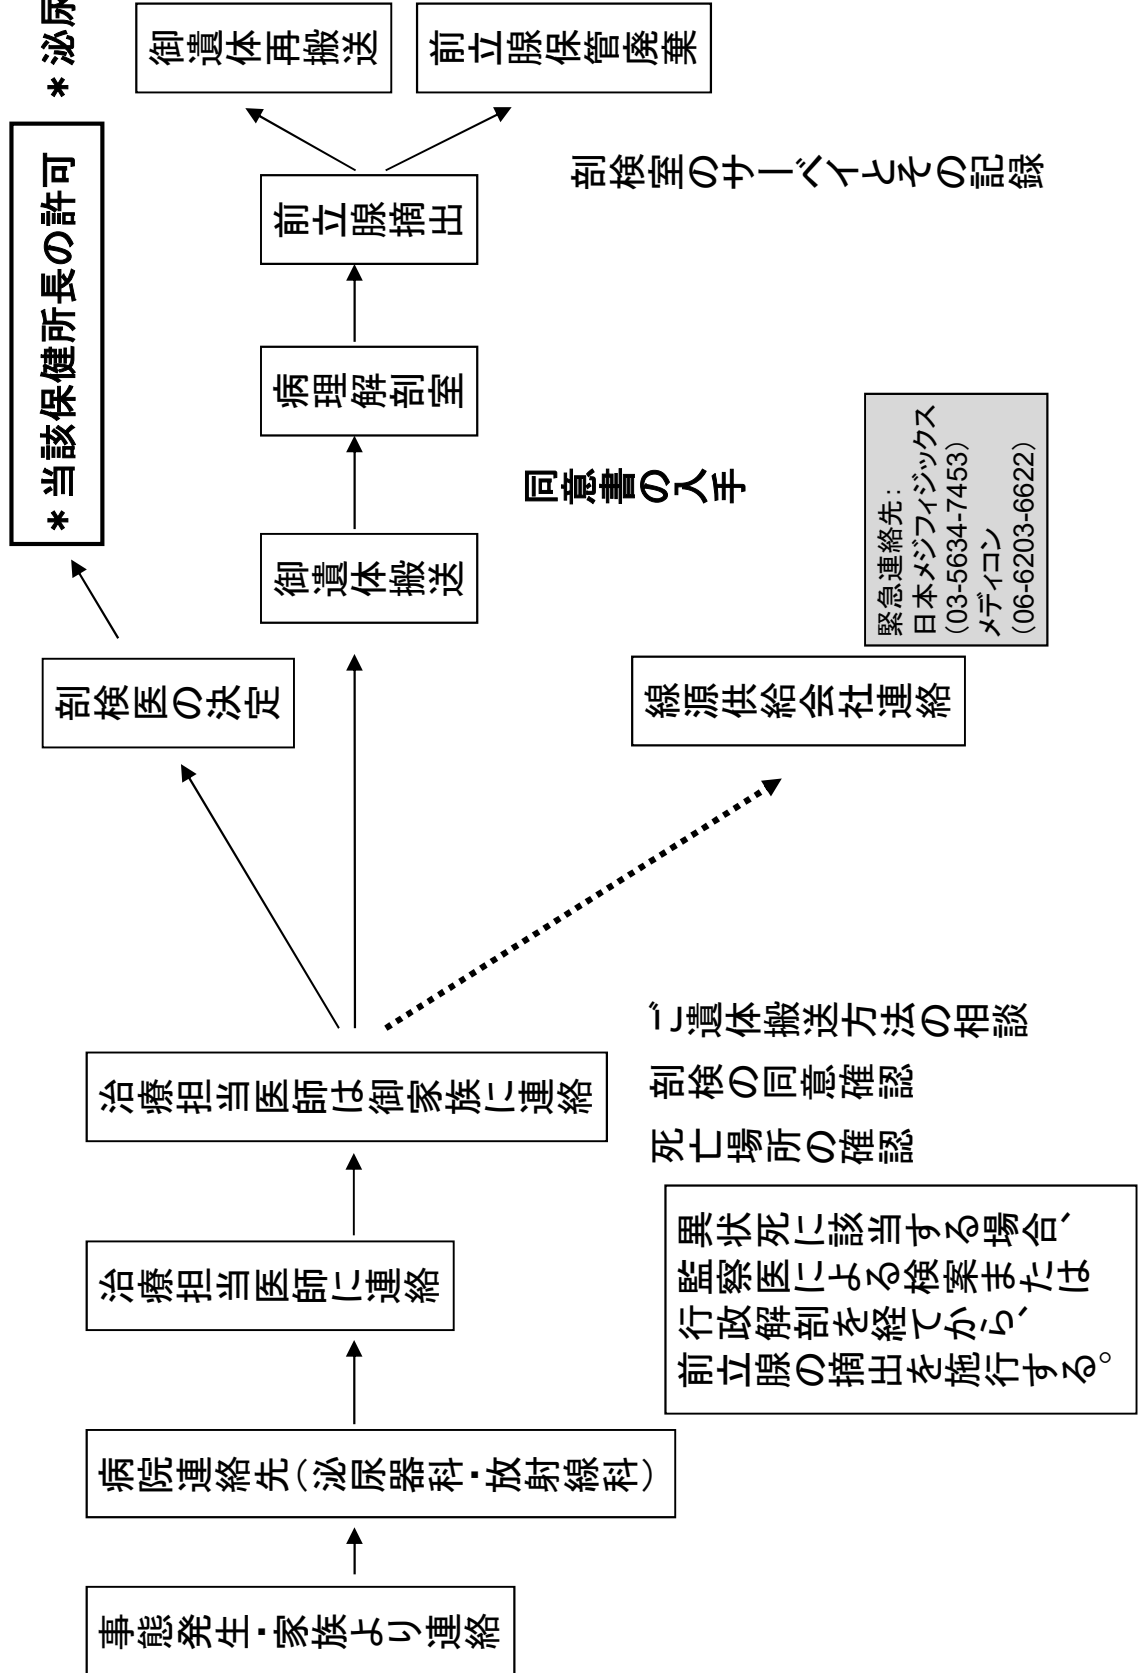 事態発生・家族より連絡
病院連絡先（泌尿器科・放射線科）
治療担当医師に連絡
治療担当医師は御家族に連絡
異状死に該当する場合、
監察医による検案または
行政解剖を経てから、
前立腺の摘出を施行する。
死亡場所の確認
剖検の同意確認
ご遺体搬送方法の相談
剖検医の決定
＊当該保健所長の許可
＊泌尿
御遺体搬送
病理解剖室
前立腺摘出
御遺体再搬送
前立腺保管廃棄
同意書の入手
剖検室のサーベイとその記録
線源供給会社連絡
緊急連絡先：
日本メジフィジックス
（03-5634-7453）
メディコン
（06-6203-6622）